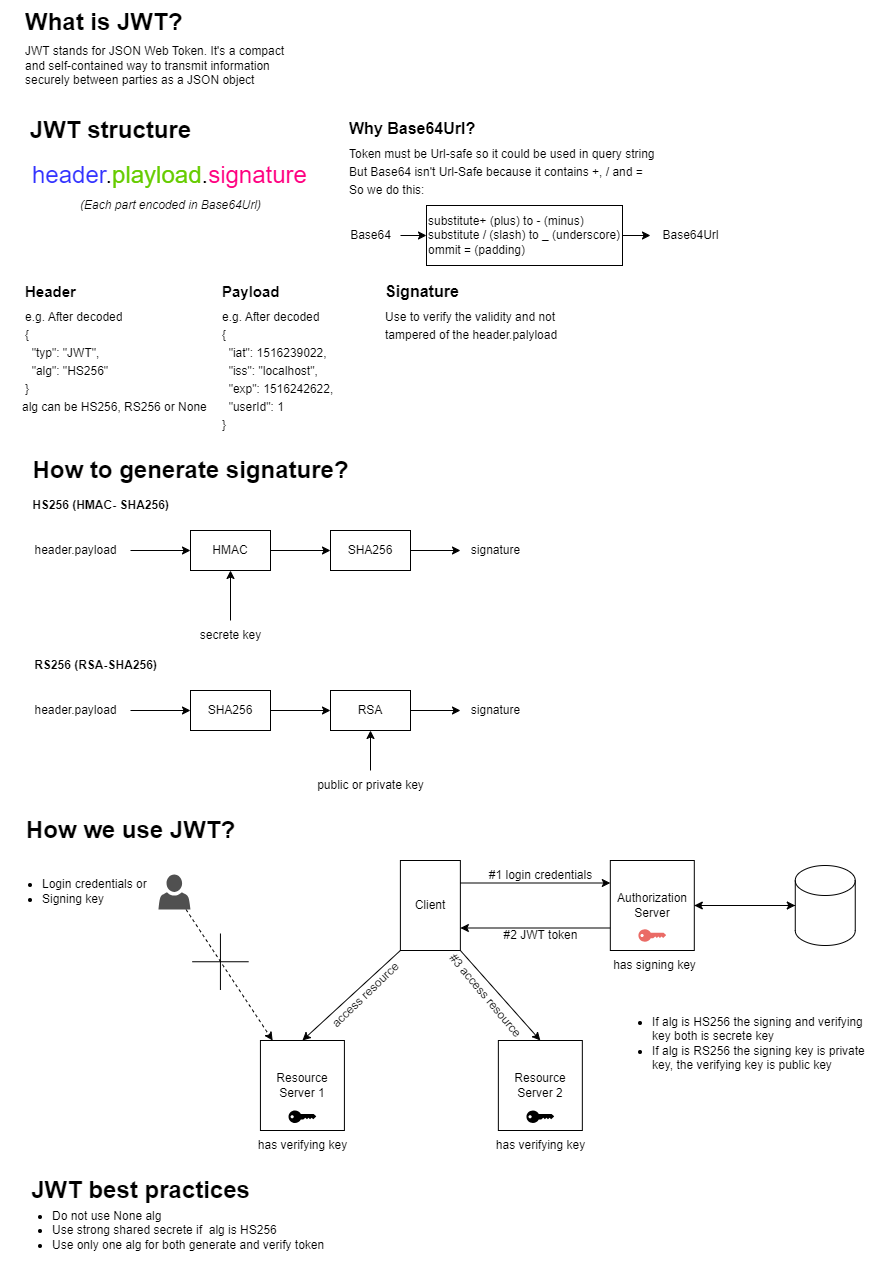 What is JWT?
JWT stands for JSON Web Token. It's a compact
and self-contained way to transmit information
securely between parties as a JSON object
JWT structure
header.playload.signature
(Each part encoded in Base64Url)
Why Base64Url?
Token must be Url-safe so it could be used in query string
But Base64 isn't Url-Safe because it contains +, / and =
So we do this:
Base64
substitute+ (plus) to - (minus)
substitute / (slash) to _ (underscore)
ommit = (padding)
Base64Url
Header
e.g. After decoded
{
"typ": "JWT",
"alg": "HS256"
}
alg can be HS256, RS256 or None
Payload
e.g. After decoded
{
"iat": 1516239022,
"iss": "localhost",
"exp": 1516242622,
"userId": 1
}
Signature
Use to verify the validity and not
tampered of the header.palyload
How to generate signature?
HS256 (HMAC- SHA256)
header.payload
HMAC
SHA256
signature
secrete key
RS256 (RSA-SHA256)
header.payload
SHA256
RSA
signature
public or private key
How we use JWT?
• Login credentials or
• Signing key
Client
#1 login credentials
#2 JWT token
Authorization
Server
has signing key
access resource
#3 access resource
• If alg is HS256 the signing and verifying
key both is secrete key
• If alg is RS256 the signing key is private
key, the verifying key is public key
Resource
Server 1
has verifying key
Resource
Server 2
has verifying key
JWT best practices
• Do not use None alg
• Use strong shared secrete if  alg is HS256
• Use only one alg for both generate and verify token